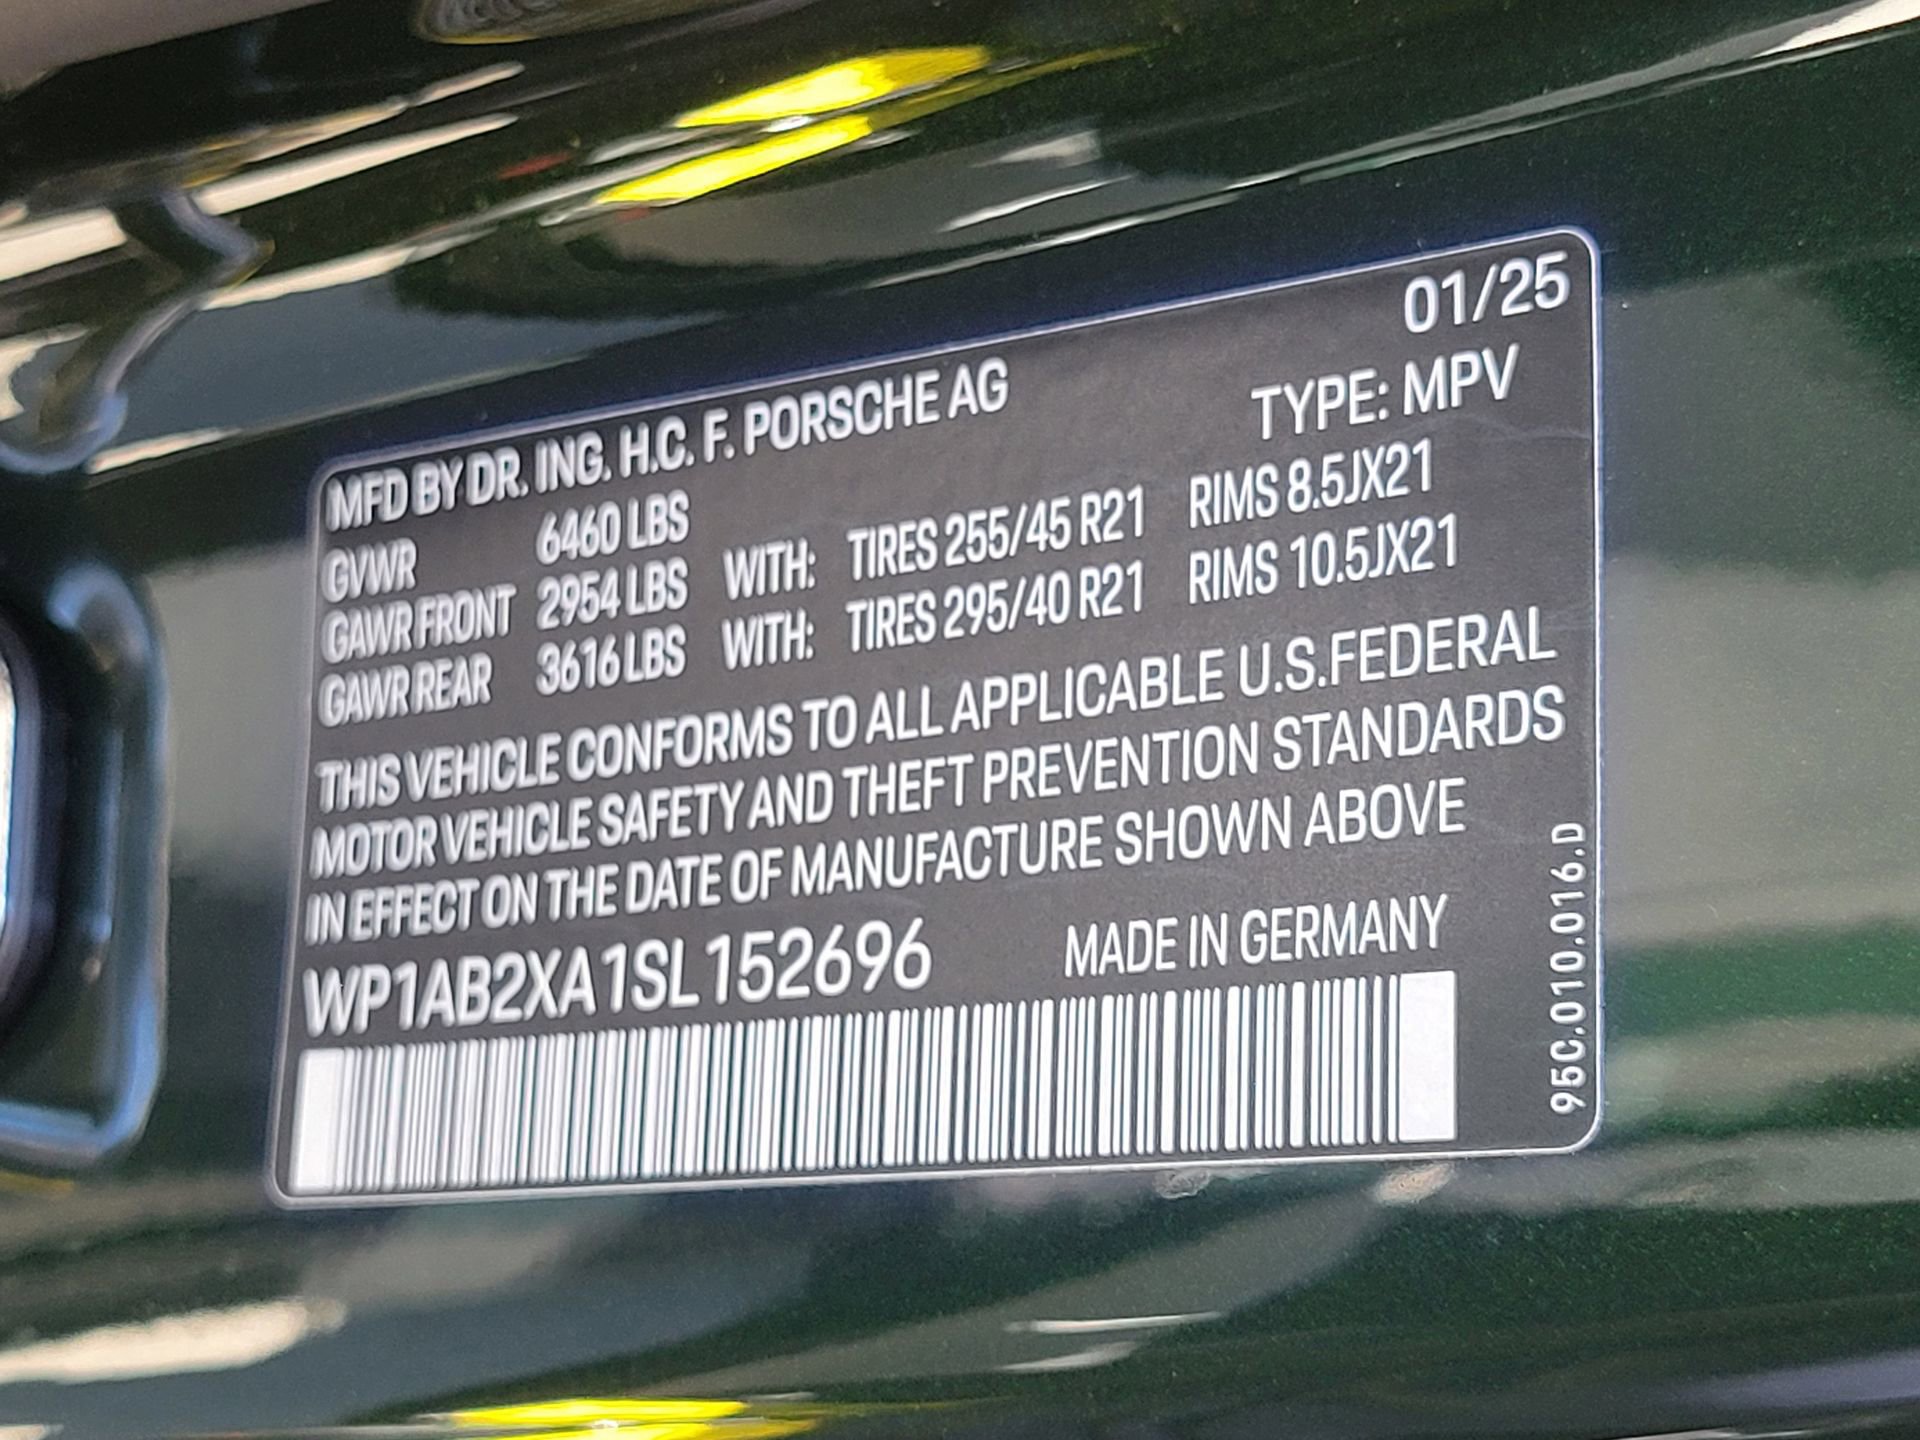 01/25
MFD BY DR. ING. H.C. F. PORSCHE AG TYPE: MPV
GVWR 6460 LBS
GAWR FRONT 2954 LBS WITH: TIRES 255/45 R21 RIMS 8.5JX21
GAWR REAR 3616 LBS WITH: TIRES 295/40 R21 RIMS 10.5JX21
THIS VEHICLE CONFORMS TO ALL APPLICABLE U.S.FEDERAL
MOTOR VEHICLE SAFETY AND THEFT PREVENTION STANDARDS
IN EFFECT ON THE DATE OF MANUFACTURE SHOWN ABOVE
WP1AB2XA1SL152696 MADE IN GERMANY
95C.010.016.D